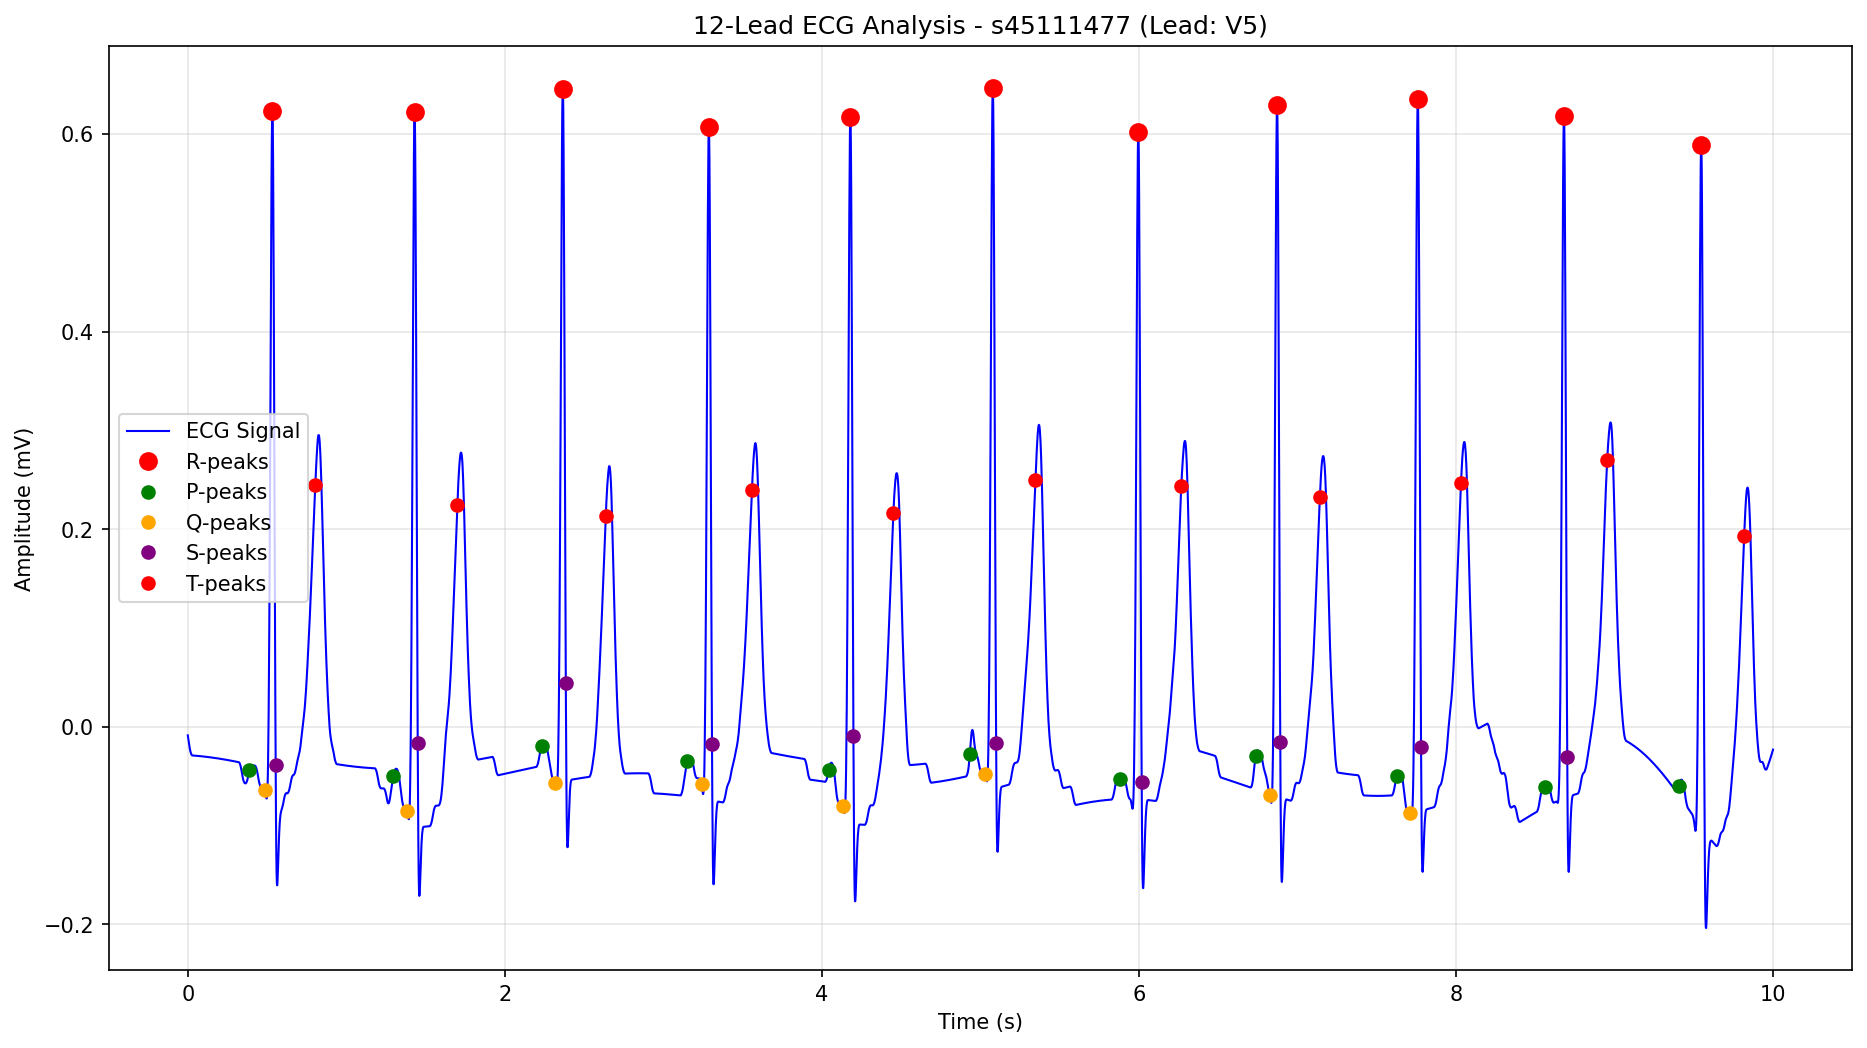 12-Lead ECG Analysis - s45111477 (Lead: V5)
Amplitude (mV)
0.6
0.4
0.2
0.0
−0.2
ECG Signal
R-peaks
P-peaks
Q-peaks
S-peaks
T-peaks
0 2 4 6 8 10
Time (s)